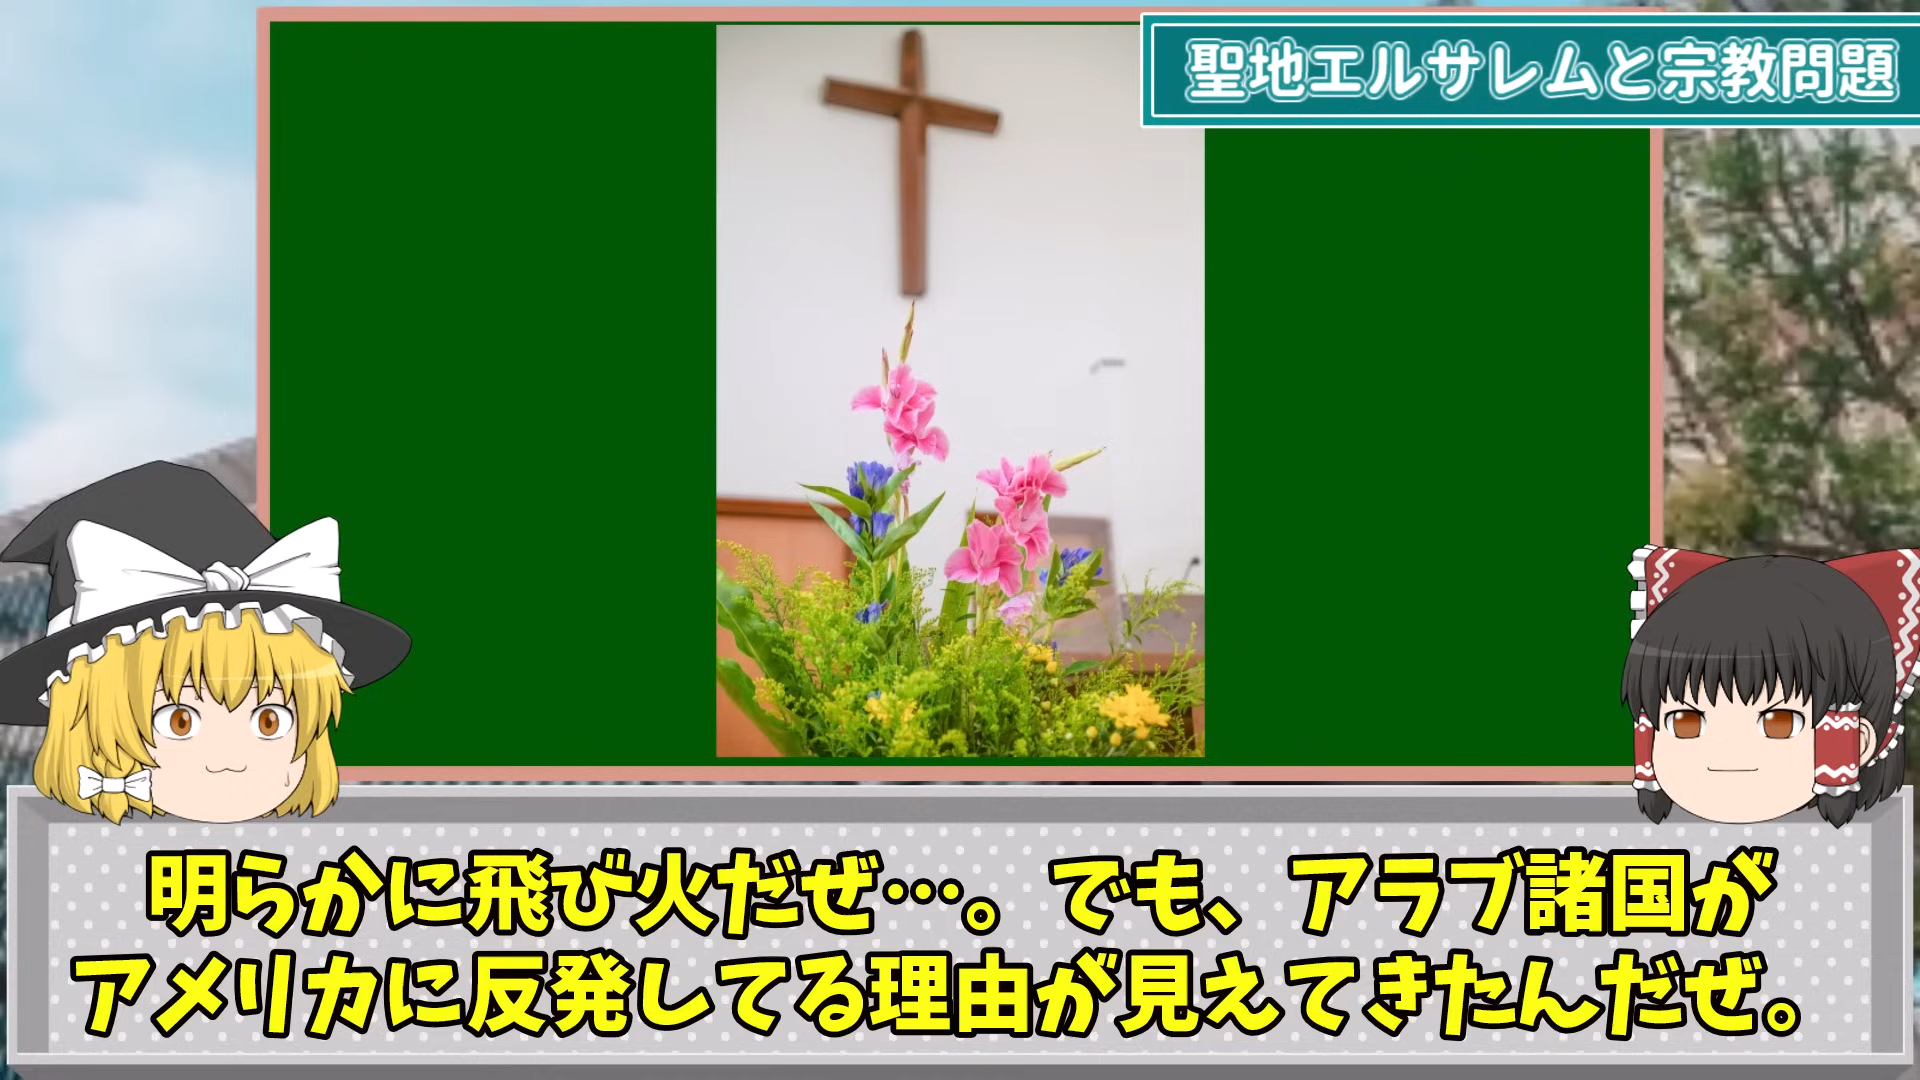 聖地エルサレムと宗教問題
明らかに飛び火だぜ…。でも、アラブ諸国が
アメリカに反発してる理由が見えてきたんだぜ。